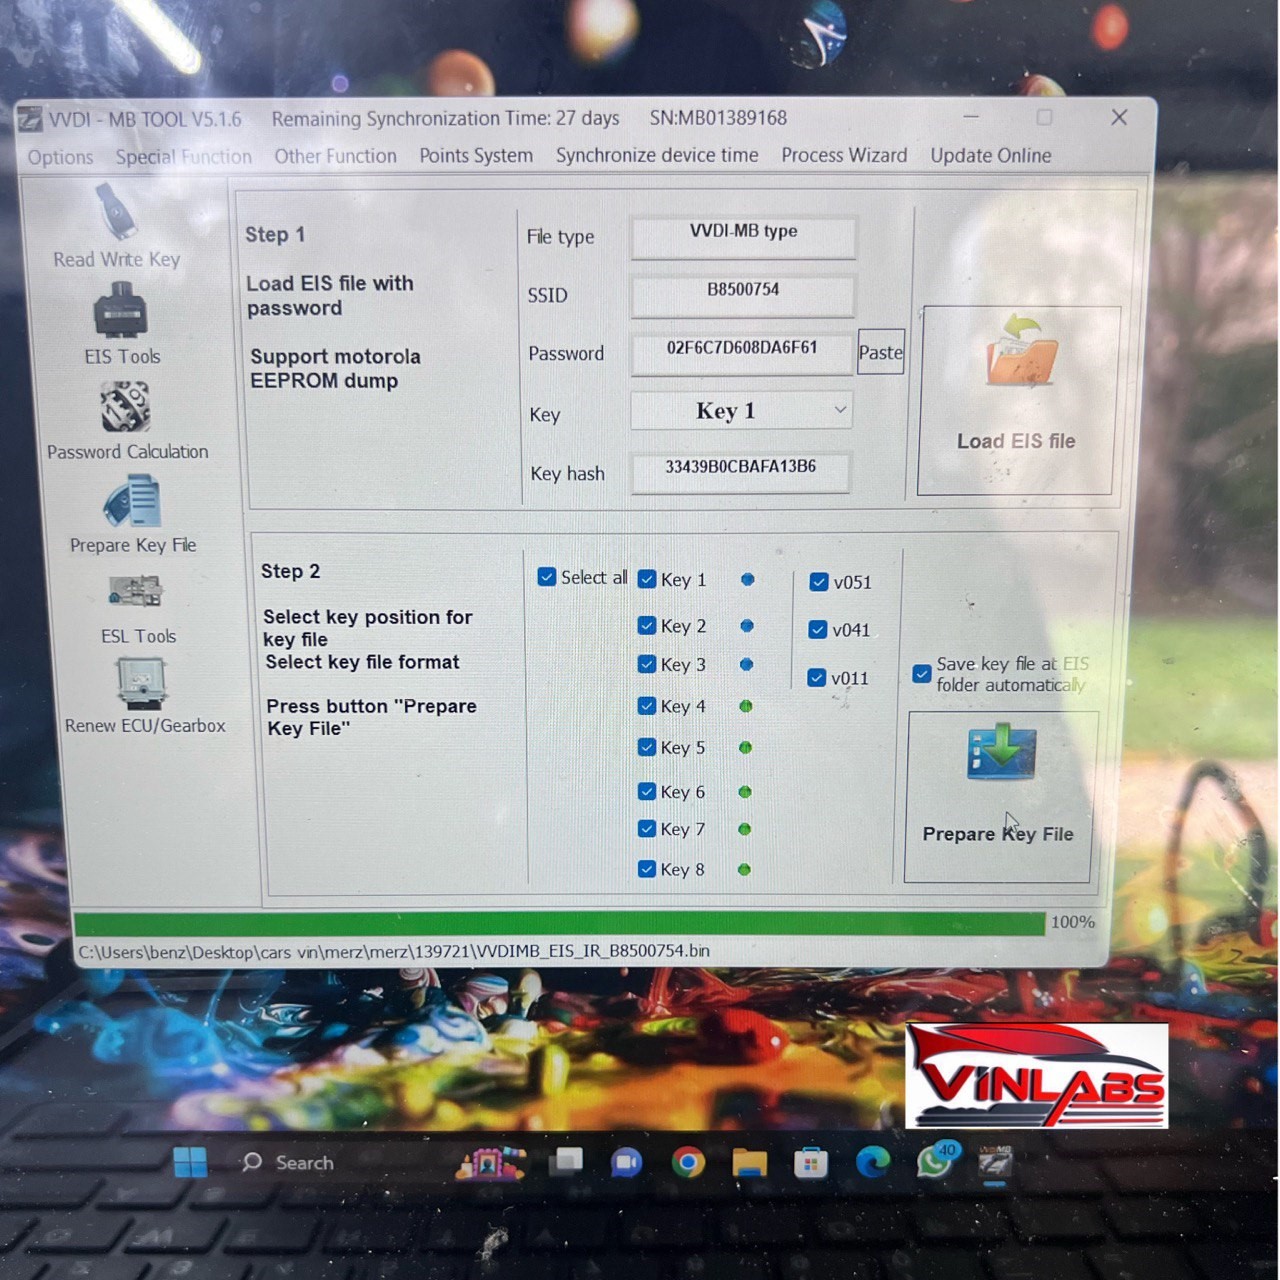 VVDI - MB TOOL V5.1.6 Remaining Synchronization Time: 27 days SN:MB01389168
Options Special Function Other Function Points System Synchronize device time Process Wizard Update Online
Read Write Key
EIS Tools
Password Calculation
Prepare Key File
ESL Tools
Renew ECU/Gearbox
Step 1
Load EIS file with
password
Support motorola
EEPROM dump
File type VVDI-MB type
SSID B8500754
Password 02F6C7D608DA6F61 Paste
Key Key 1
Key hash 33439B0CBAFA13B6
Load EIS file
Step 2
Select key position for
key file
Select key file format
Press button "Prepare
Key File"
Select all
Key 1
Key 2
Key 3
Key 4
Key 5
Key 6
Key 7
Key 8
v051
v041
v011
Save key file at EIS
folder automatically
Prepare Key File
100%
C:\Users\benz\Desktop\cars vin\merz\merz\139721\VVDIMB_EIS_IR_B8500754.bin
ViNLABS
Search
40